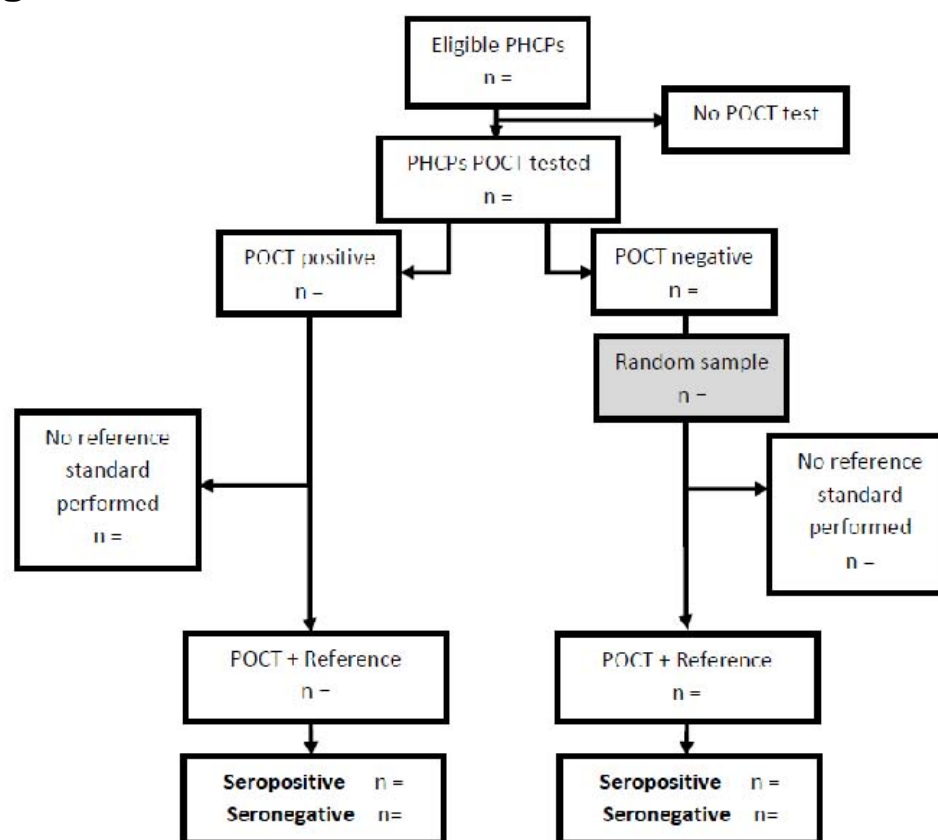 Eligible PHCPs
n =
No POCT test
PHCPs POCT tested
n =
POCT positive
n –
POCT negative
n =
Random sample
n –
No reference
standard
performed
n =
No reference
standard
performed
n –
POCT + Reference
n –
POCT + Reference
n =
Seropositive n =
Seronegative n=
Seropositive n =
Seronegative n=